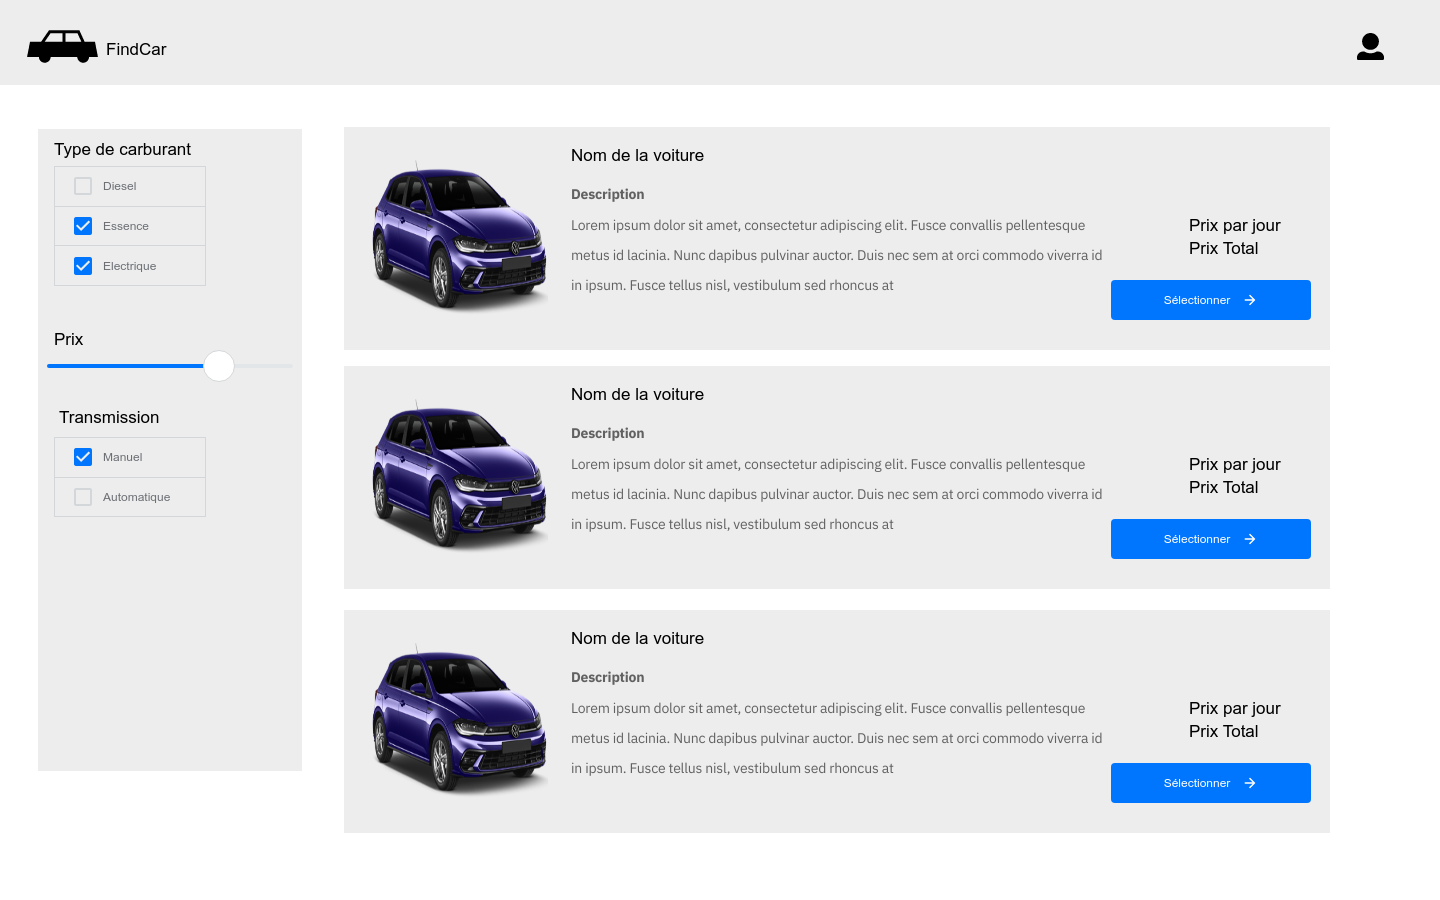 FindCar
Type de carburant
Diesel
Essence
Electrique
Prix
Transmission
Manuel
Automatique
Nom de la voiture
Description
Lorem ipsum dolor sit amet, consectetur adipiscing elit. Fusce convallis pellentesque
metus id lacinia. Nunc dapibus pulvinar auctor. Duis nec sem at orci commodo viverra id
in ipsum. Fusce tellus nisl, vestibulum sed rhoncus at
Prix par jour
Prix Total
Sélectionner
Nom de la voiture
Description
Lorem ipsum dolor sit amet, consectetur adipiscing elit. Fusce convallis pellentesque
metus id lacinia. Nunc dapibus pulvinar auctor. Duis nec sem at orci commodo viverra id
in ipsum. Fusce tellus nisl, vestibulum sed rhoncus at
Prix par jour
Prix Total
Sélectionner
Nom de la voiture
Description
Lorem ipsum dolor sit amet, consectetur adipiscing elit. Fusce convallis pellentesque
metus id lacinia. Nunc dapibus pulvinar auctor. Duis nec sem at orci commodo viverra id
in ipsum. Fusce tellus nisl, vestibulum sed rhoncus at
Prix par jour
Prix Total
Sélectionner